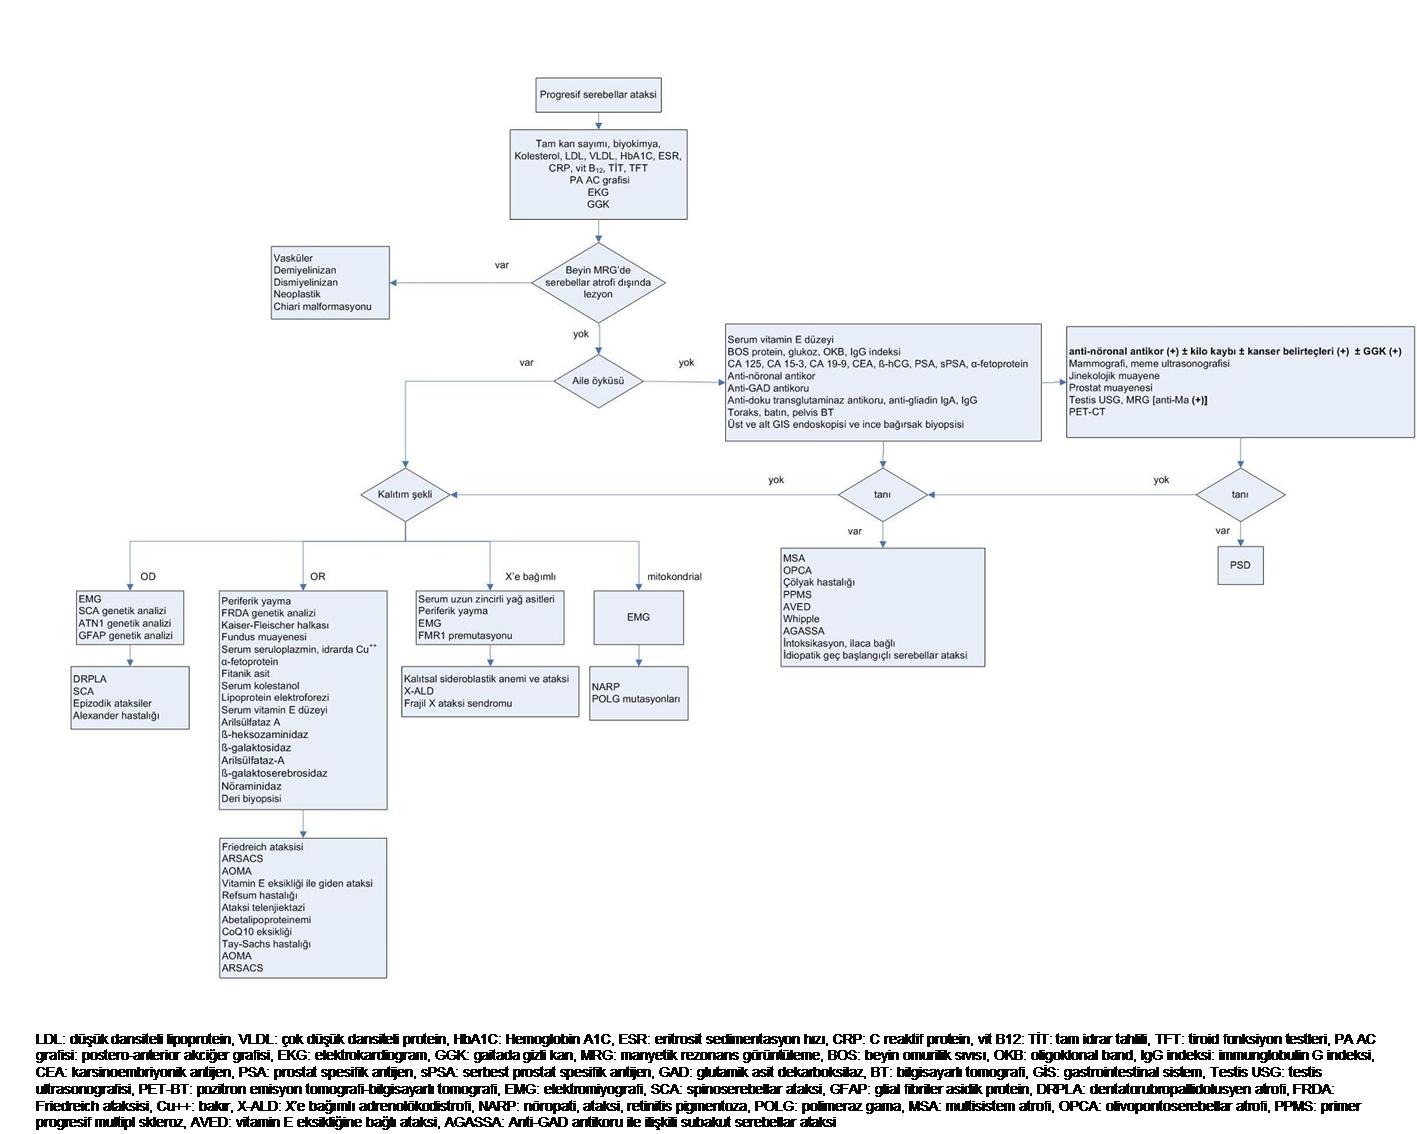 Progresif serebellar ataksi
Tam kan sayımı, biyokimya,
Kolesterol, LDL, VLDL, HbA1C, ESR,
CRP, vit B₁₂, TİT, TFT
PA AC grafisi
EKG
GGK
Beyin MRG'de
serebellar atrofi dışında
lezyon
var
Vasküler
Demiyelinizan
Dismiyelinizan
Neoplastik
Chiari malformasyonu
yok
Aile öyküsü
var
yok
Serum vitamin E düzeyi
BOS protein, glukoz, OKB, IgG indeksi
CA 125, CA 15-3, CA 19-9, CEA, ß-hCG, PSA, sPSA, α-fetoprotein
Anti-nöronal antikor
Anti-GAD antikoru
Anti-doku transglutaminaz antikoru, anti-gliadin IgA, IgG
Toraks, batın, pelvis BT
Üst ve alt GIS endoskopisi ve ince bağırsak biyopsisi
anti-nöronal antikor (+) ± kilo kaybı ± kanser belirteçleri (+) ± GGK (+)
Mammografi, meme ultrasonografisi
Jinekolojik muayene
Prostat muayenesi
Testis USG, MRG [anti-Ma (+)]
PET-CT
Kalıtım şekli
yok
tanı
yok
tanı
var
var
MSA
OPCA
Çölyak hastalığı
PPMS
AVED
Whipple
AGASSA
İntoksikasyon, ilaca bağlı
İdiopatik geç başlangıçlı serebellar ataksi
PSD
OD
OR
X'e bağımlı
mitokondrial
EMG
SCA genetik analizi
ATN1 genetik analizi
GFAP genetik analizi
DRPLA
SCA
Epizodik ataksiler
Alexander hastalığı
Periferik yayma
FRDA genetik analizi
Kaiser-Fleischer halkası
Fundus muayenesi
Serum seruloplazmin, idrarda Cu⁺⁺
α-fetoprotein
Fitanik asit
Serum kolestanol
Lipoprotein elektroforezi
Serum vitamin E düzeyi
Arilsülfataz A
ß-heksozaminidaz
ß-galaktosidaz
Arilsülfataz-A
ß-galaktoserebrosidaz
Nöraminidaz
Deri biyopsisi
Friedreich ataksisi
ARSACS
AOMA
Vitamin E eksikliği ile giden ataksi
Refsum hastalığı
Ataksi telenjiektazi
Abetalipoproteinemi
CoQ10 eksikliği
Tay-Sachs hastalığı
AOMA
ARSACS
Serum uzun zincirli yağ asitleri
Periferik yayma
EMG
FMR1 premutasyonu
Kalıtsal sideroblastik anemi ve ataksi
X-ALD
Frajil X ataksi sendromu
EMG
NARP
POLG mutasyonları
LDL: düşük dansiteli lipoprotein, VLDL: çok düşük dansiteli protein, HbA1C: Hemoglobin A1C, ESR: eritrosit sedimentasyon hızı, CRP: C reaktif protein, vit B12: TİT: tam idrar tahlili, TFT: tiroid fonksiyon testleri, PA AC
grafisi: postero-anterior akciğer grafisi, EKG: elektrokardiogram, GGK: gaitada gizli kan, MRG: manyetik rezonans görüntüleme, BOS: beyin omurilik sıvısı, OKB: oligoklonal band, IgG indeksi: immunglobulin G indeksi,
CEA: karsinoembriyonik antijen, PSA: prostat spesifik antijen, sPSA: serbest prostat spesifik antijen, GAD: glutamik asit dekarboksilaz, BT: bilgisayarlı tomografi, GİS: gastrointestinal sistem, Testis USG: testis
ultrasonografisi, PET-BT: pozitron emisyon tomografi-bilgisayarlı tomografi, EMG: elektromiyografi, SCA: spinoserebellar ataksi, GFAP: glial fibriler asidik protein, DRPLA: dentatorubropallidolusyen atrofi, FRDA:
Friedreich ataksisi, Cu++: bakır, X-ALD: X'e bağımlı adrenolökodistrofi, NARP: nöropati, ataksi, retinitis pigmentoza, POLG: polimeraz gama, MSA: multisistem atrofi, OPCA: olivopontoserebellar atrofi, PPMS: primer
progresif multipl skleroz, AVED: vitamin E eksikliğine bağlı ataksi, AGASSA: Anti-GAD antikoru ile ilişkili subakut serebellar ataksi